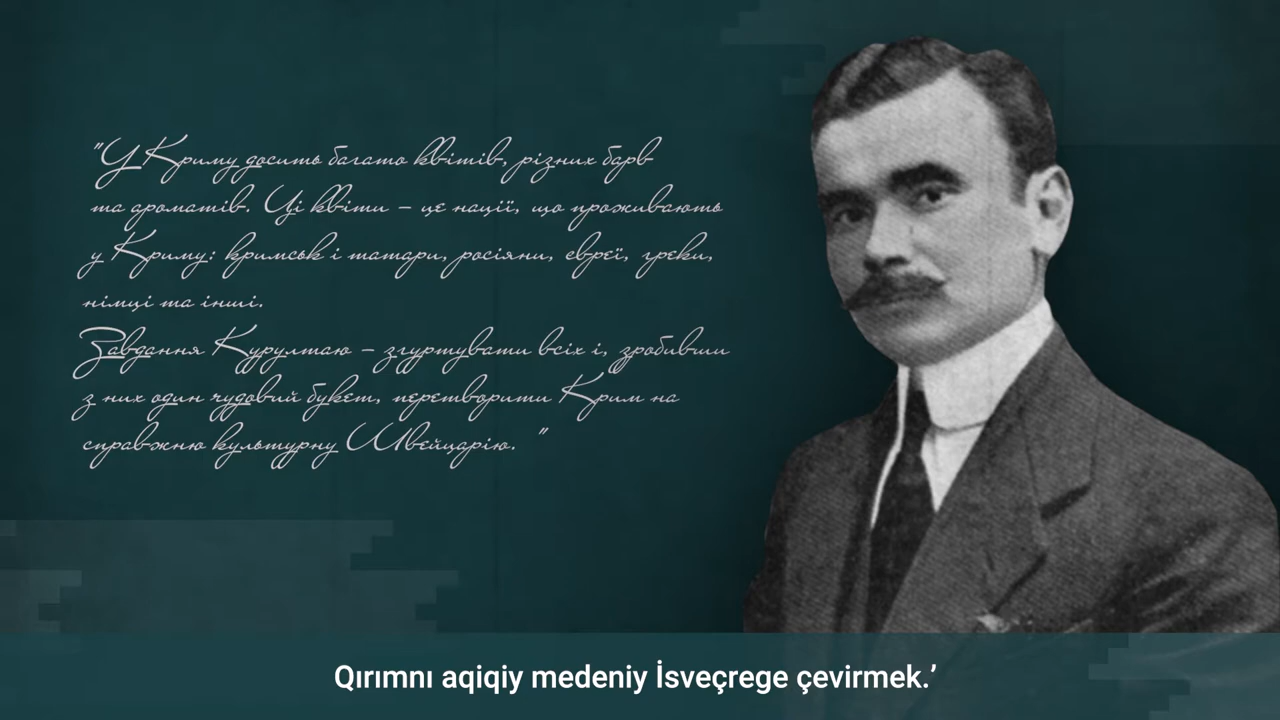 "У Криму досить багато квітів, різних барв
та ароматів. Ці квіти – це нації, що проживають
у Криму: кримськ і татари, росіяни, евреї, греки,
німці та інші.
Завдання Курултаю – згуртувати всіх і, зробивши
з них один чудовий букет, перетворити Крим на
справжню культурну Швейцарію. "
Qırımnı aqiqiy medeniy İsveçrege çevirmek.’